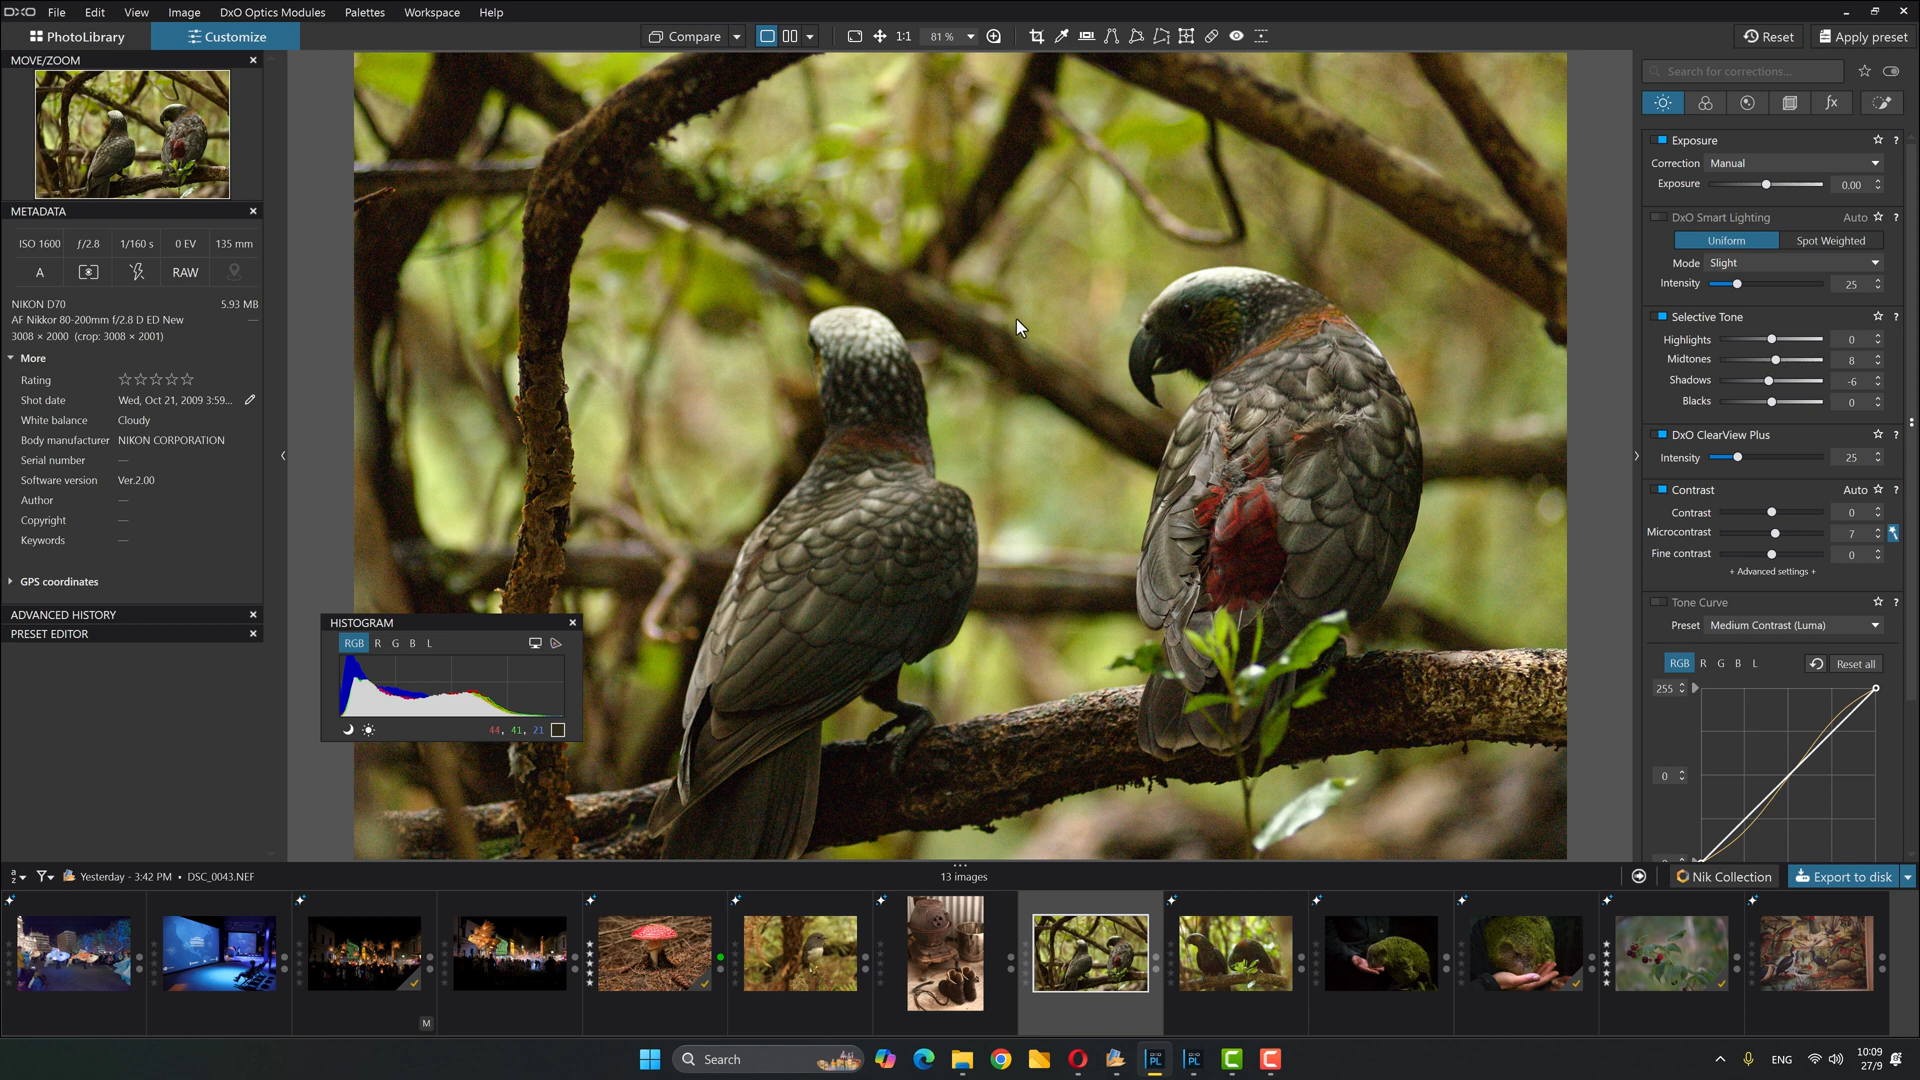 DXO File Edit View Image DxO Optics Modules Palettes Workspace Help
PhotoLibrary Customize Compare 1:1 81 % Reset Apply preset
MOVE/ZOOM
METADATA
ISO 1600 ƒ/2.8 1/160 s 0 EV 135 mm
A RAW
NIKON D70 5.93 MB
AF Nikkor 80-200mm f/2.8 D ED New —
3008 × 2000 (crop: 3008 × 2001)
More
Rating
Shot date Wed, Oct 21, 2009 3:59...
White balance Cloudy
Body manufacturer NIKON CORPORATION
Serial number —
Software version Ver.2.00
Author —
Copyright —
Keywords —
GPS coordinates
ADVANCED HISTORY
PRESET EDITOR
HISTOGRAM
RGB R G B L
44, 41, 21
Search for corrections...
fx
Exposure ?
Correction Manual
Exposure 0.00
DxO Smart Lighting Auto ?
Uniform Spot Weighted
Mode Slight
Intensity 25
Selective Tone ?
Highlights 0
Midtones 8
Shadows -6
Blacks 0
DxO ClearView Plus ?
Intensity 25
Contrast Auto ?
Contrast 0
Microcontrast 7
Fine contrast 0
+ Advanced settings +
Tone Curve ?
Preset Medium Contrast (Luma)
RGB R G B L Reset all
255
0
Yesterday - 3:42 PM • DSC_0043.NEF
13 images
Nik Collection Export to disk
M
Search
PL
PL
ENG
10:09
27/9